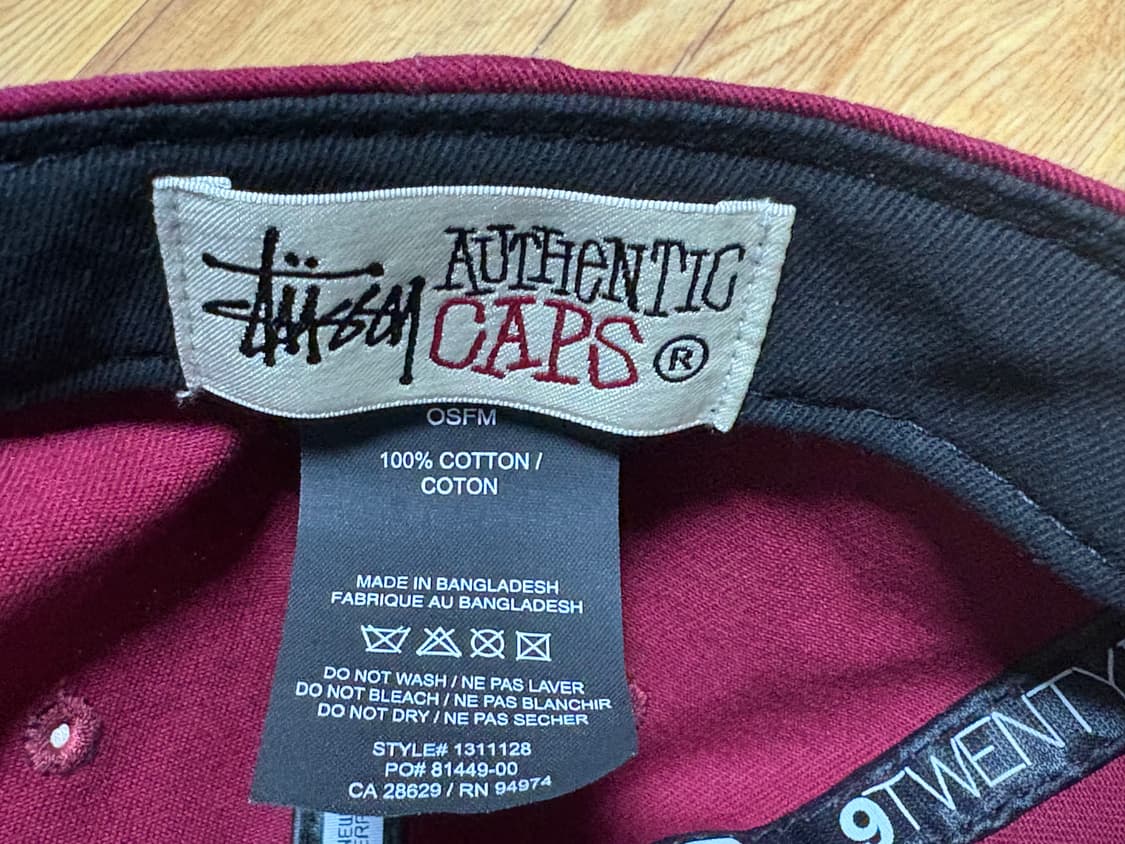 Stüssy AUTHENTIC
CAPS ®
OSFM
100% COTTON /
COTON
MADE IN BANGLADESH
FABRIQUE AU BANGLADESH
DO NOT WASH / NE PAS LAVER
DO NOT BLEACH / NE PAS BLANCHIR
DO NOT DRY / NE PAS SECHER
STYLE# 1311128
PO# 81449-00
CA 28629 / RN 94974
9TWENTY
NEW